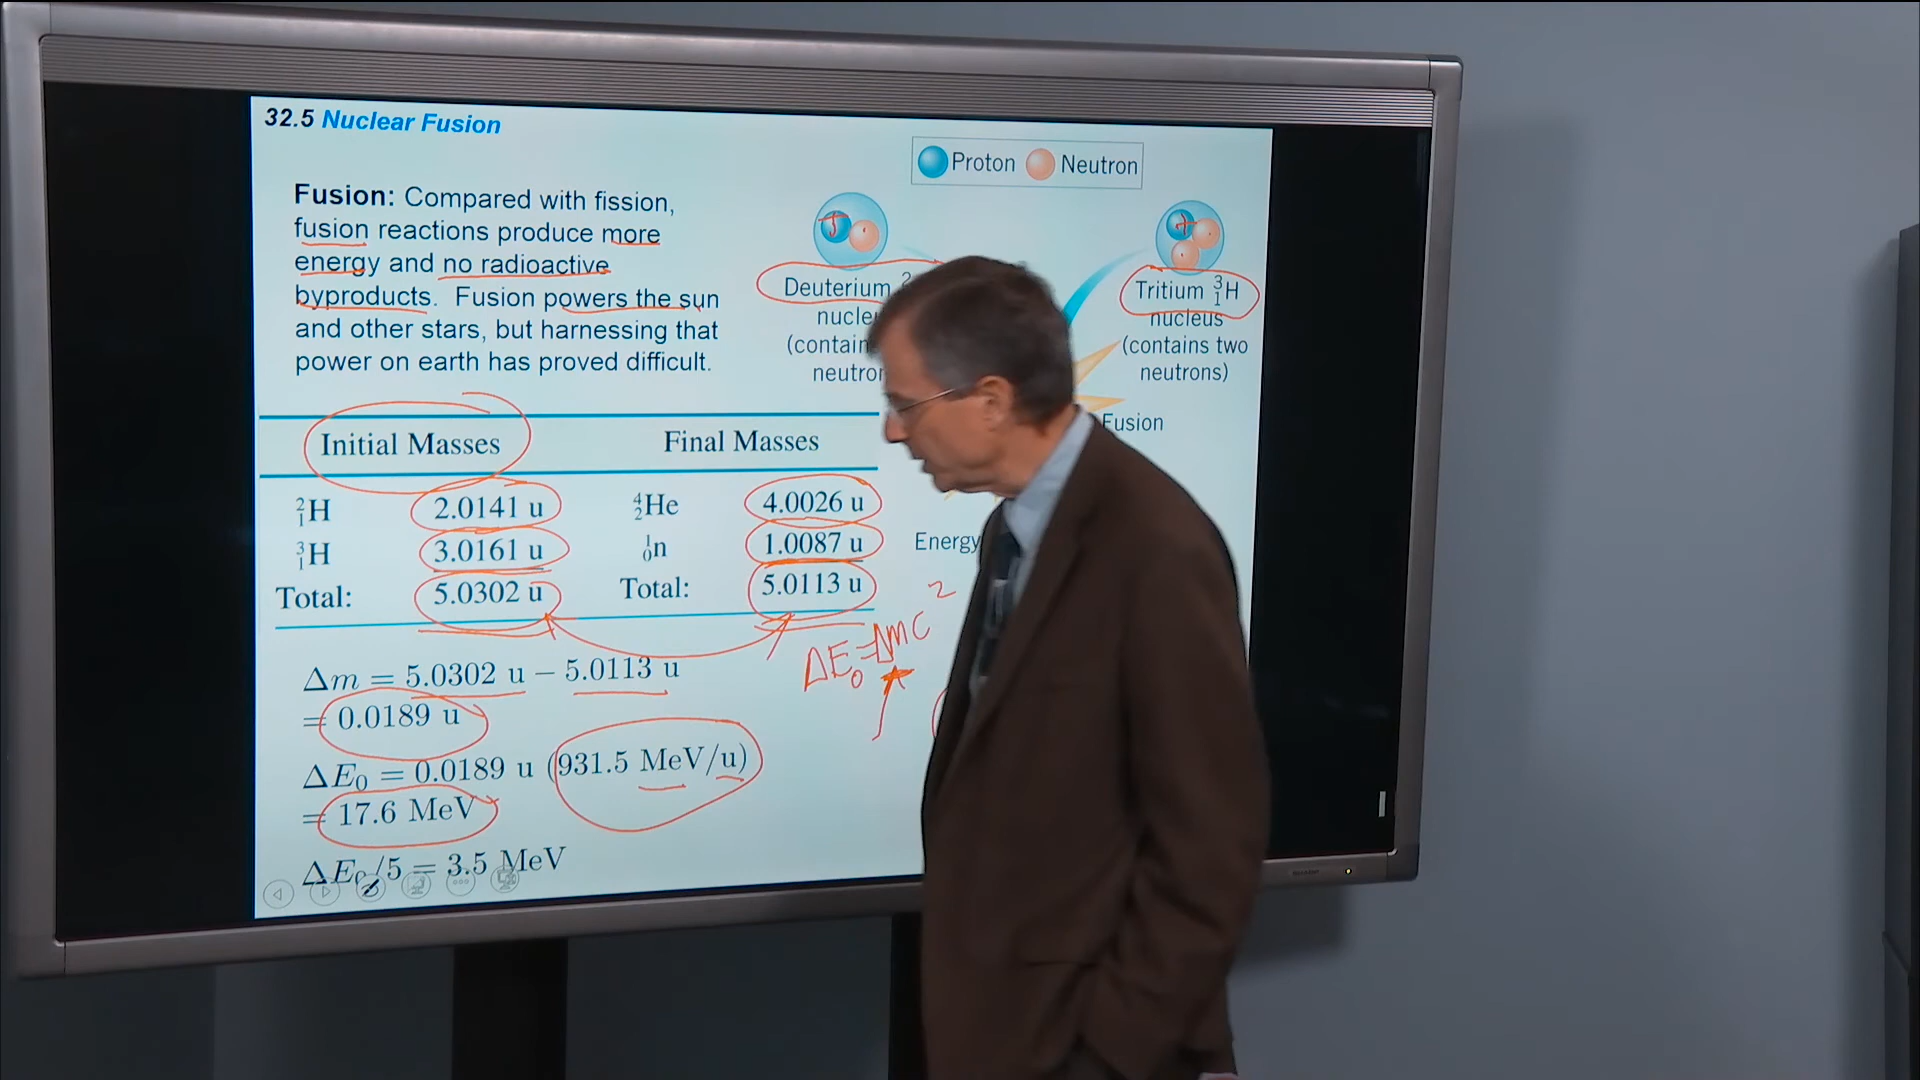 32.5 Nuclear Fusion
Proton Neutron
Fusion: Compared with fission,
fusion reactions produce more
energy and no radioactive
byproducts. Fusion powers the sun
and other stars, but harnessing that
power on earth has proved difficult.
Deuterium
(contain
Tritium ³₁H
nucleus
(contains two
neutrons)
Fusion
Energy
Initial Masses Final Masses
²₁H 2.0141 u ⁴₂He 4.0026 u
³₁H 3.0161 u ¹₀n 1.0087 u
Total: 5.0302 u Total: 5.0113 u
Δm = 5.0302 u − 5.0113 u
= 0.0189 u
ΔE₀ = 0.0189 u (931.5 MeV/u)
= 17.6 MeV
ΔE₀/5 = 3.5 MeV
ΔE₀=Δmc²